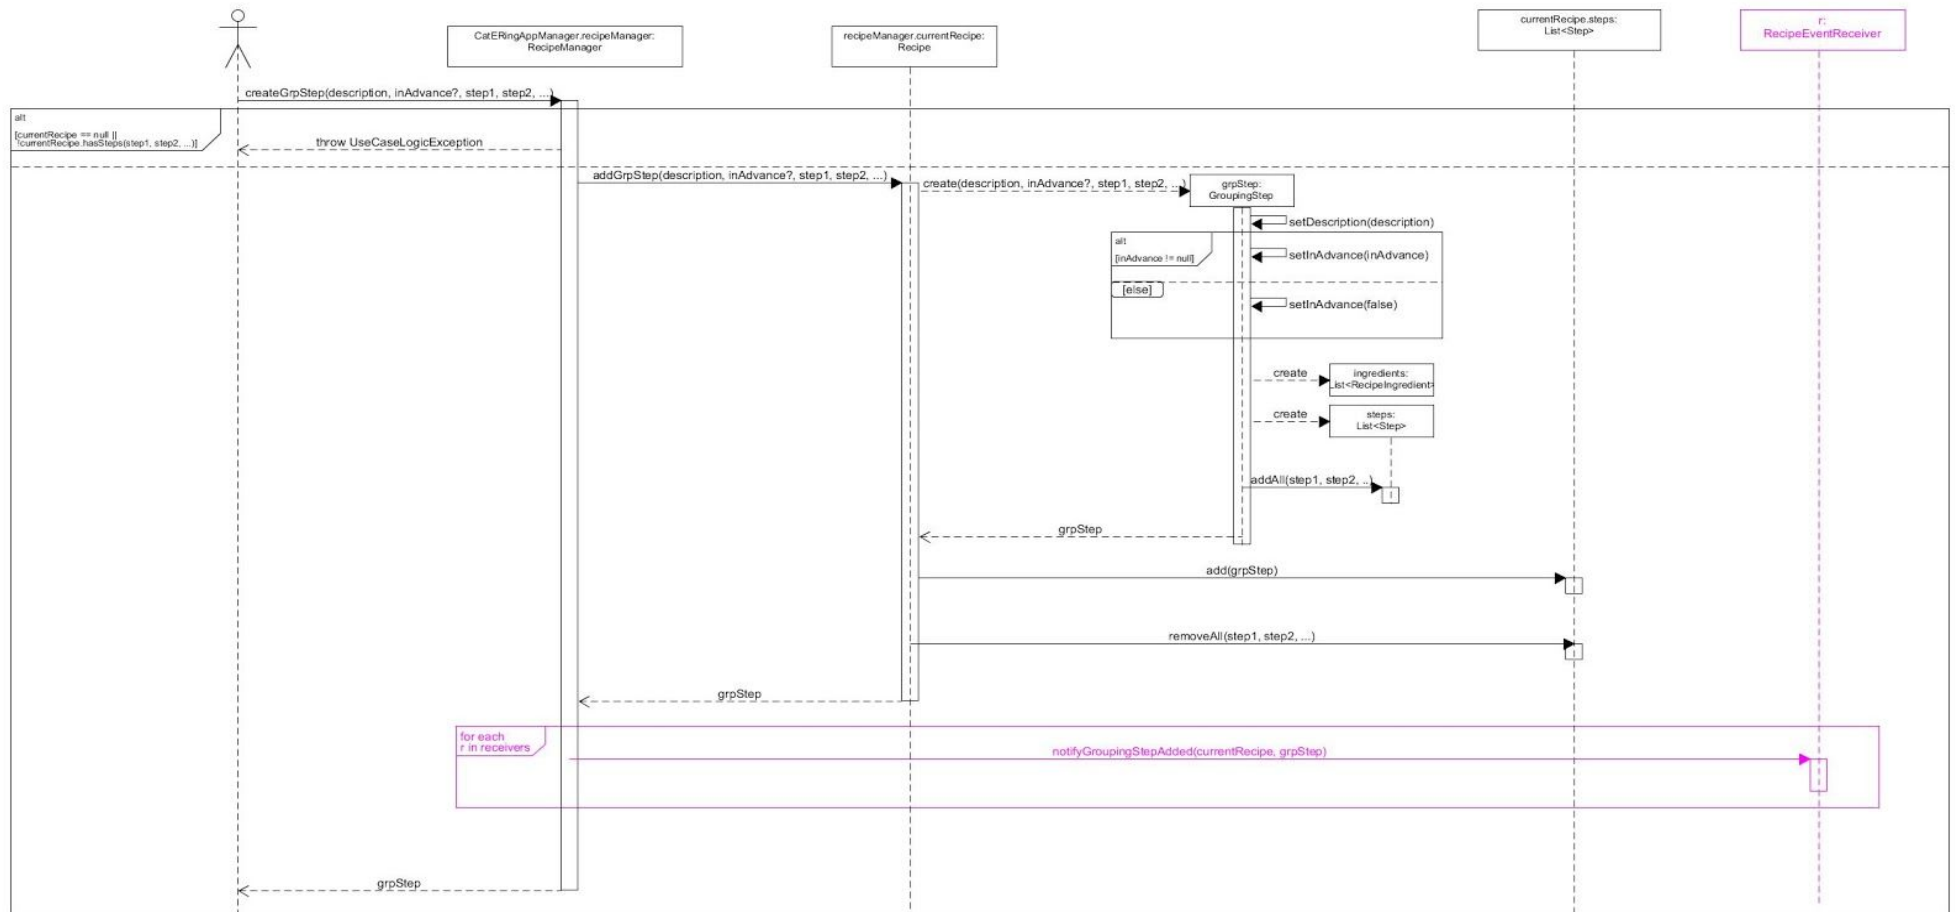 CatERingAppManager.recipeManager:
RecipeManager
recipeManager.currentRecipe:
Recipe
currentRecipe.steps:
List<Step>
r:
RecipeEventReceiver
createGrpStep(description, inAdvance?, step1, step2, ...)
alt
[currentRecipe == null ||
!currentRecipe.hasSteps(step1, step2, ...)]
throw UseCaseLogicException
addGrpStep(description, inAdvance?, step1, step2, ...)
create(description, inAdvance?, step1, step2, ...)
grpStep:
GroupingStep
setDescription(description)
alt
[inAdvance != null]
setInAdvance(inAdvance)
[else]
setInAdvance(false)
create
ingredients:
List<RecipeIngredient>
create
steps:
List<Step>
addAll(step1, step2, ..)
grpStep
add(grpStep)
removeAll(step1, step2, ...)
grpStep
for each
r in receivers
notifyGroupingStepAdded(currentRecipe, grpStep)
grpStep